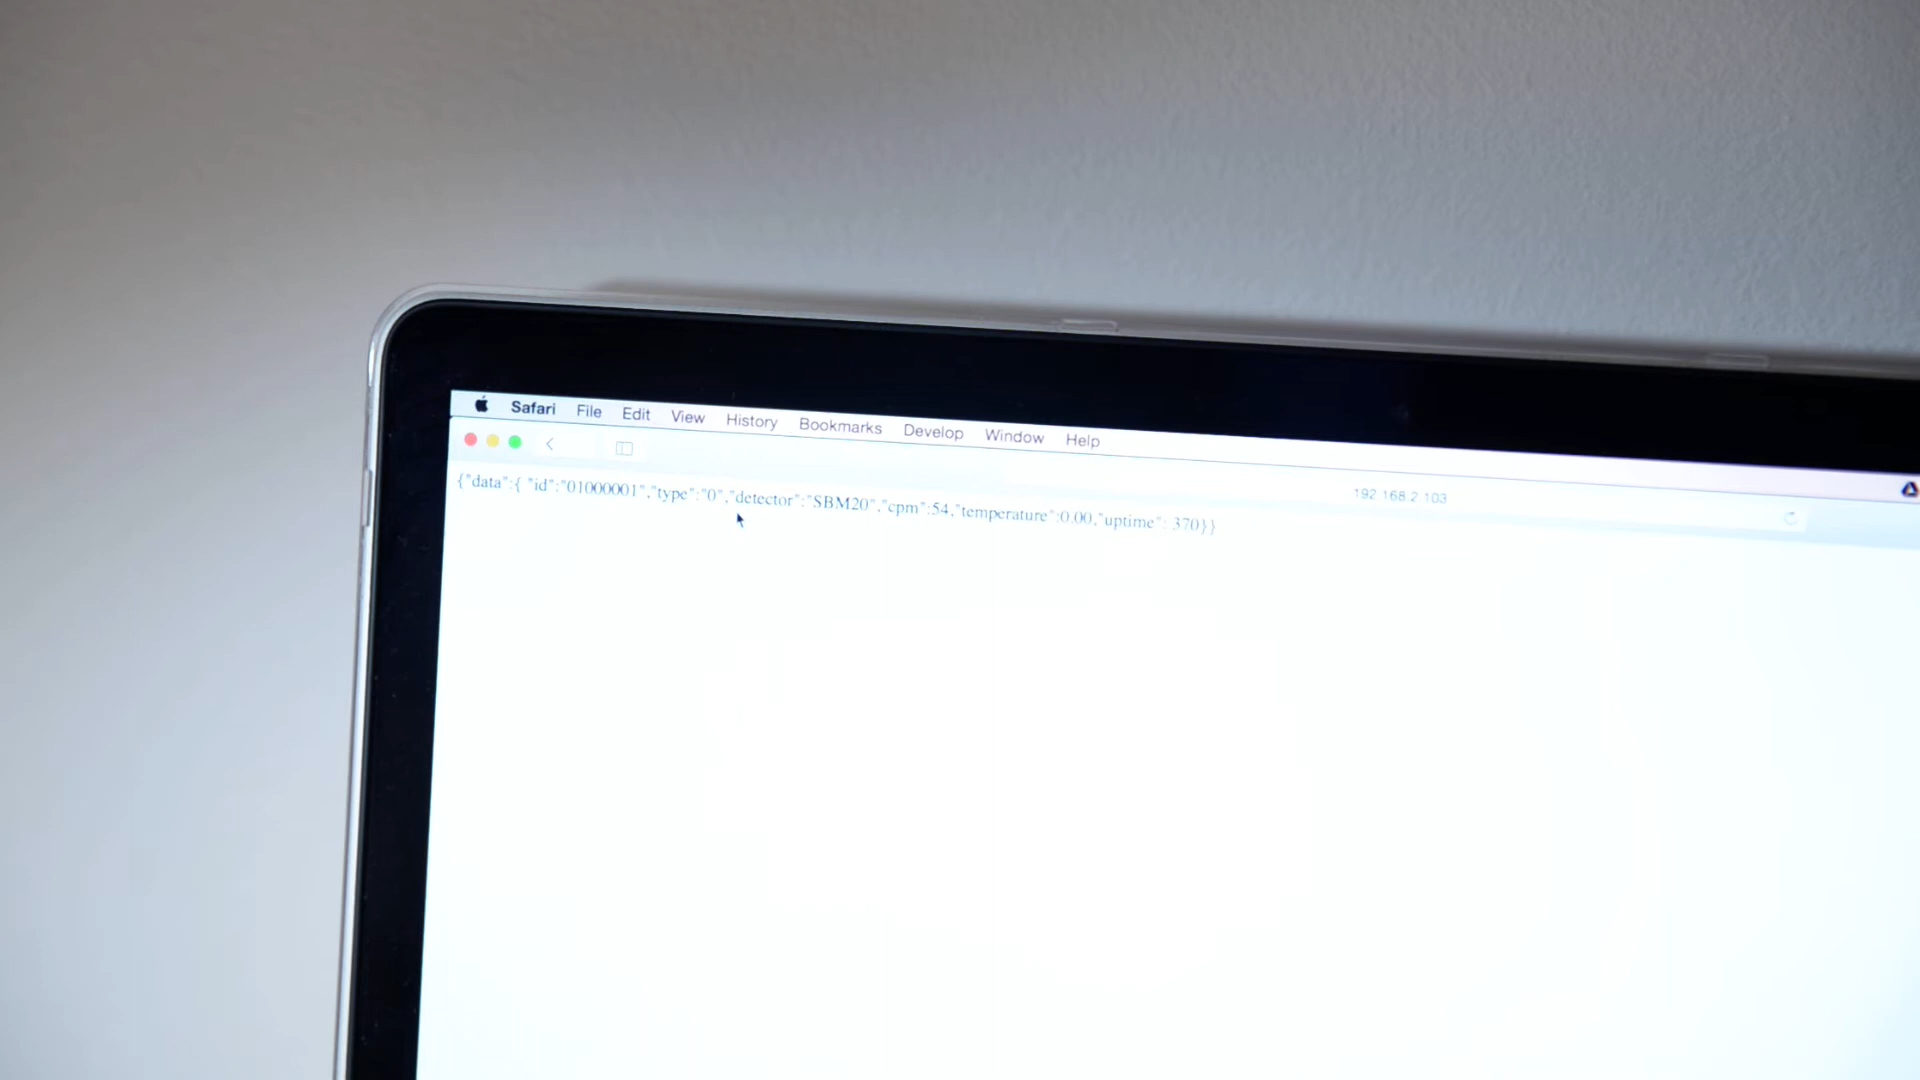 Safari File Edit View History Bookmarks Develop Window Help
192.168.2.103
{"data":{ "id":"01000001","type":"0","detector":"SBM20","cpm":54,"temperature":0.00,"uptime": 370}}